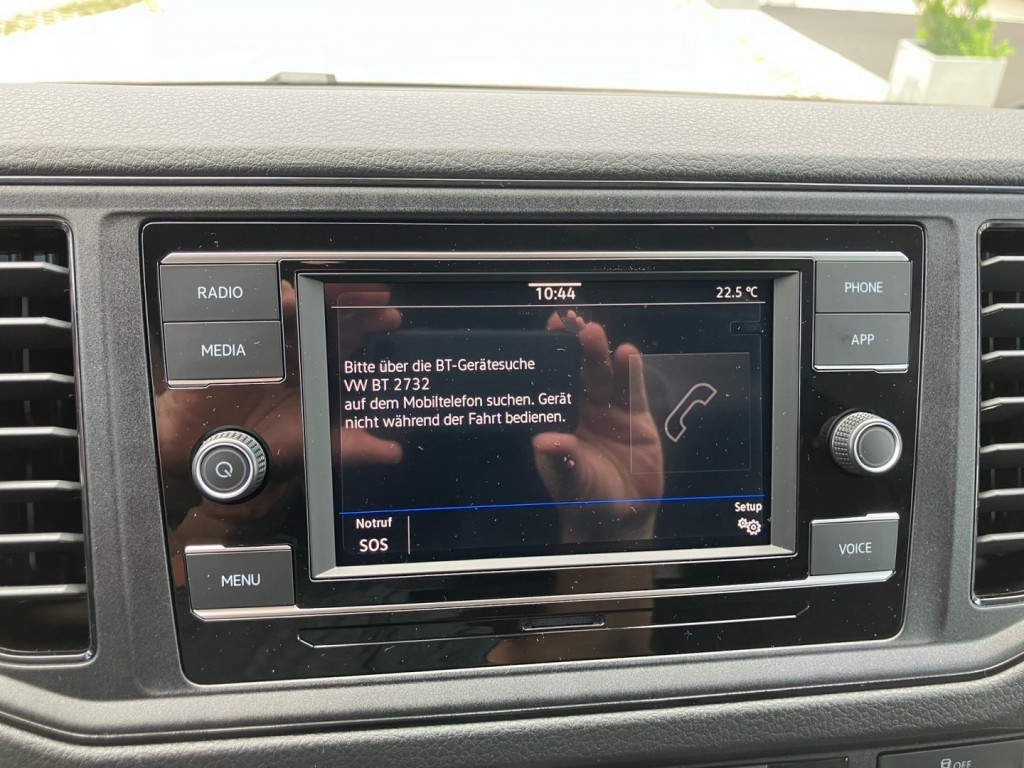 RADIO
MEDIA
MENU
10:44
22.5 °C
Bitte über die BT-Gerätesuche
VW BT 2732
auf dem Mobiltelefon suchen. Gerät
nicht während der Fahrt bedienen.
Notruf
SOS
Setup
PHONE
APP
VOICE
OFF